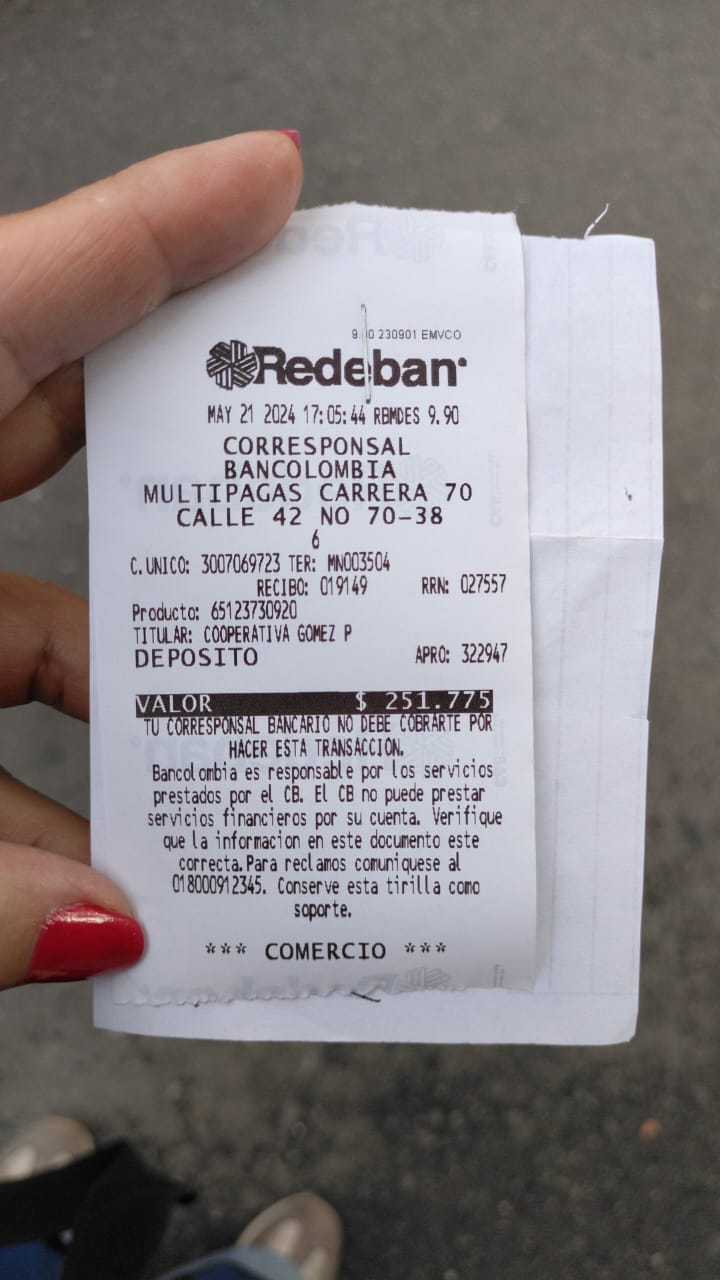 9.00 230901 EMVCO
Redeban
MAY 21 2024 17:05:44 RBMDES 9.90
CORRESPONSAL
BANCOLOMBIA
MULTIPAGAS CARRERA 70
CALLE 42 NO 70-38
6
C.UNICO: 3007069723 TER: MN003504
RECIBO: 019149 RRN: 027557
Producto: 65123730920
TITULAR: COOPERATIVA GOMEZ P
DEPOSITO APRO: 322947
VALOR $ 251.775
TU CORRESPONSAL BANCARIO NO DEBE COBRARTE POR
HACER ESTA TRANSACCION.
Bancolombia es responsable por los servicios
prestados por el CB. El CB no puede prestar
servicios financieros por su cuenta. Verifique
que la informacion en este documento este
correcta.Para reclamos comuniquese al
018000912345. Conserve esta tirilla como
soporte.
*** COMERCIO ***